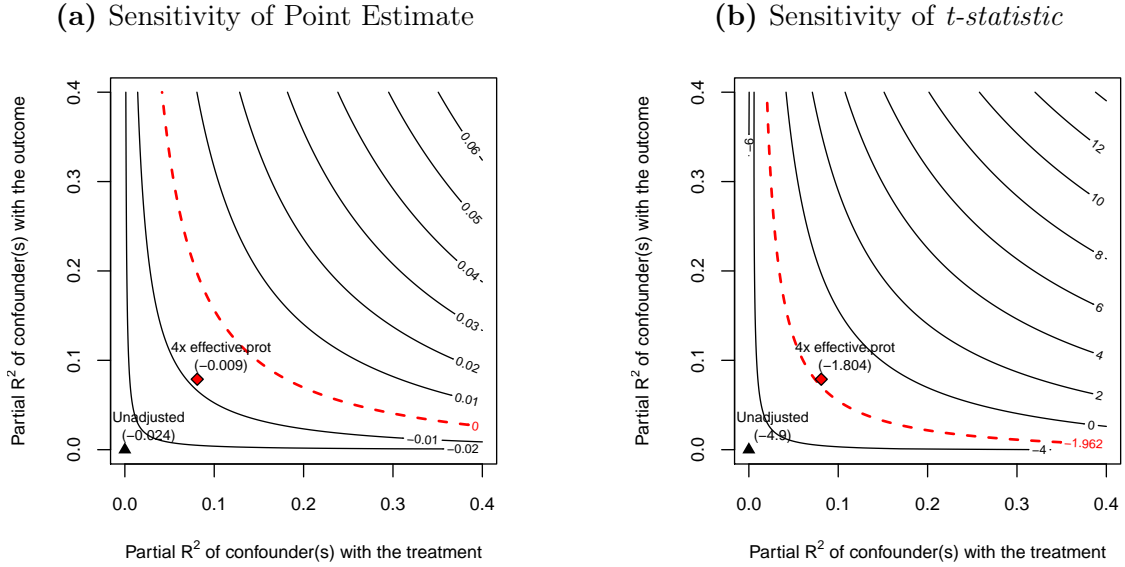 (a) Sensitivity of Point Estimate
Partial R² of confounder(s) with the outcome
0.4
0.3
0.2
0.1
0.0
0.06
0.05
0.04
0.03
0.02
0.01
0
−0.01
−0.02
4x effective prot
(−0.009)
Unadjusted
(−0.024)
0.0 0.1 0.2 0.3 0.4
Partial R² of confounder(s) with the treatment
(b) Sensitivity of t-statistic
Partial R² of confounder(s) with the outcome
0.4
0.3
0.2
0.1
0.0
−6
12
10
8
6
4
2
0
−1.962
−4
4x effective prot
(−1.804)
Unadjusted
(−4.9)
0.0 0.1 0.2 0.3 0.4
Partial R² of confounder(s) with the treatment